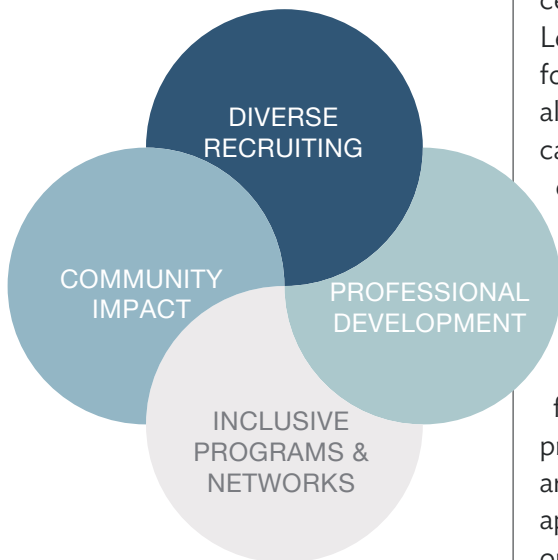 DIVERSE
RECRUITING
COMMUNITY
IMPACT
PROFESSIONAL
DEVELOPMENT
INCLUSIVE
PROGRAMS &
NETWORKS